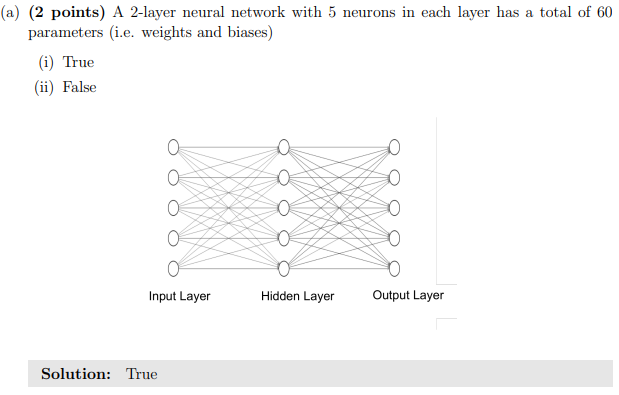 (a) (2 points) A 2-layer neural network with 5 neurons in each layer has a total of 60
parameters (i.e. weights and biases)
(i) True
(ii) False
Input Layer Hidden Layer Output Layer
Solution: True